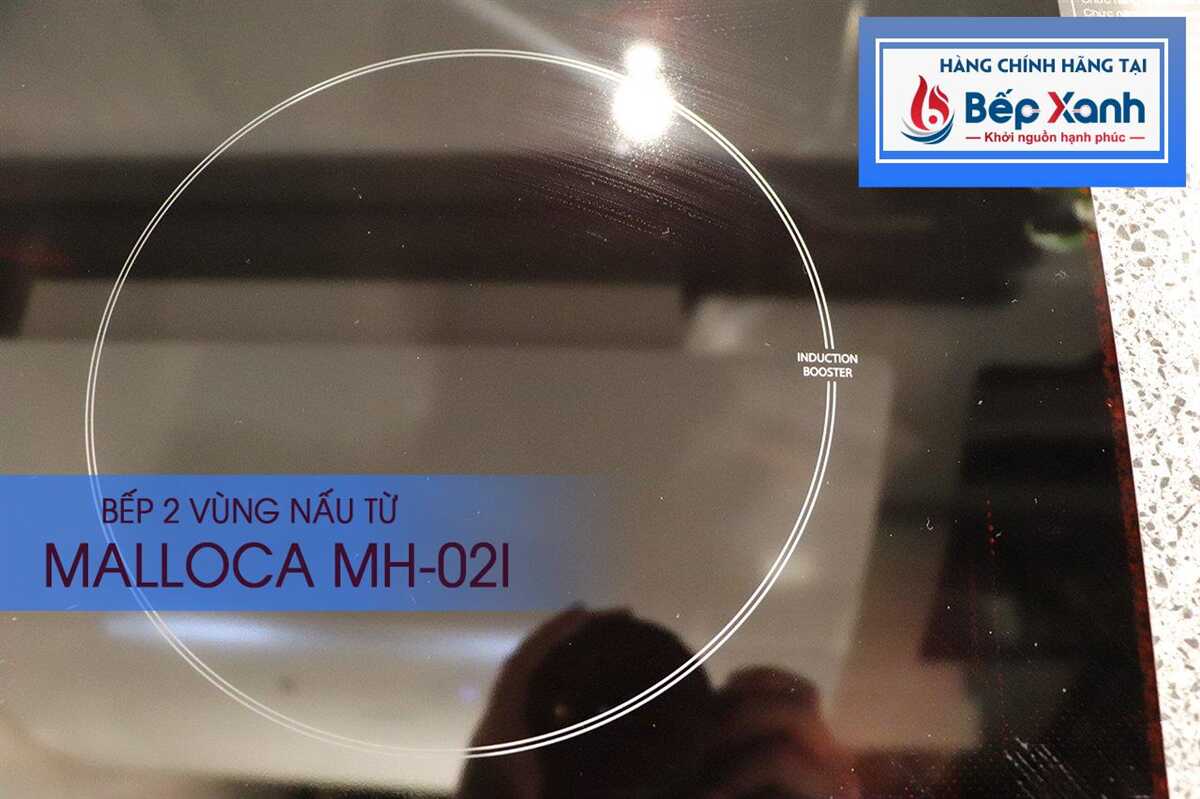 HÀNG CHÍNH HÃNG TẠI
Bếp Xanh
Khởi nguồn hạnh phúc
INDUCTION
BOOSTER
BẾP 2 VÙNG NẤU TỪ
MALLOCA MH-02I